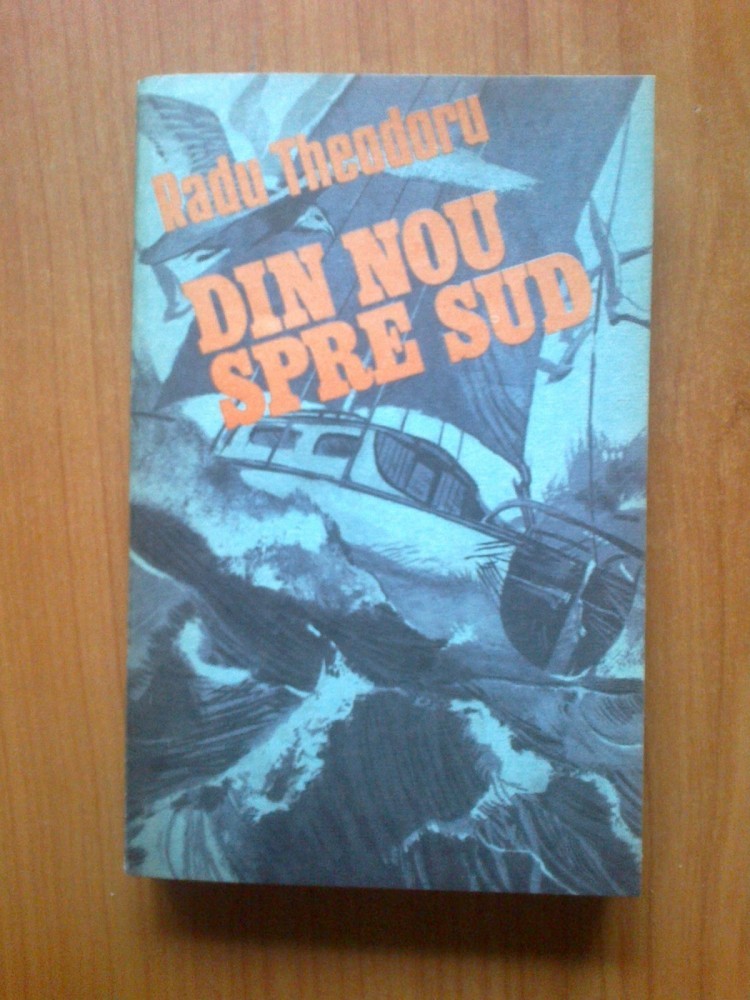 Radu Theodoru
DIN NOU
SPRE SUD